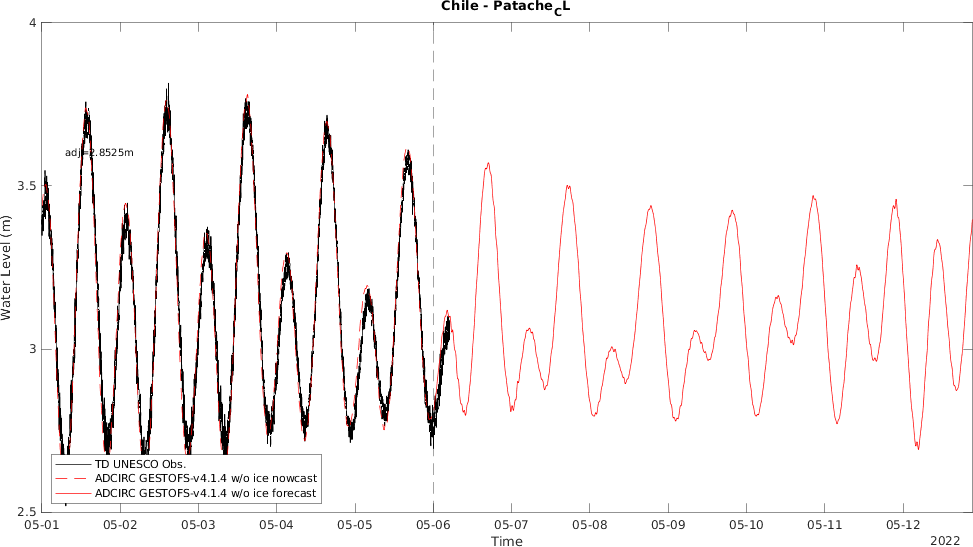 Chile - Patache_CL
4
3.5
3
2.5
Water Level (m)
adj=2.8525m
TD UNESCO Obs.
ADCIRC GESTOFS-v4.1.4 w/o ice nowcast
ADCIRC GESTOFS-v4.1.4 w/o ice forecast
05-01 05-02 05-03 05-04 05-05 05-06 05-07 05-08 05-09 05-10 05-11 05-12
Time
2022